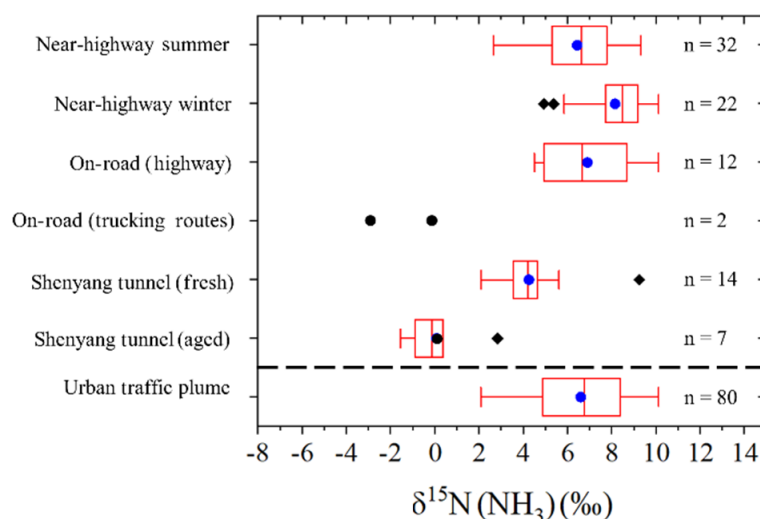 Near-highway summer n = 32
Near-highway winter n = 22
On-road (highway) n = 12
On-road (trucking routes) n = 2
Shenyang tunnel (fresh) n = 14
Shenyang tunnel (aged) n = 7
Urban traffic plume n = 80
-8 -6 -4 -2 0 2 4 6 8 10 12 14
δ¹⁵N (NH₃) (‰)